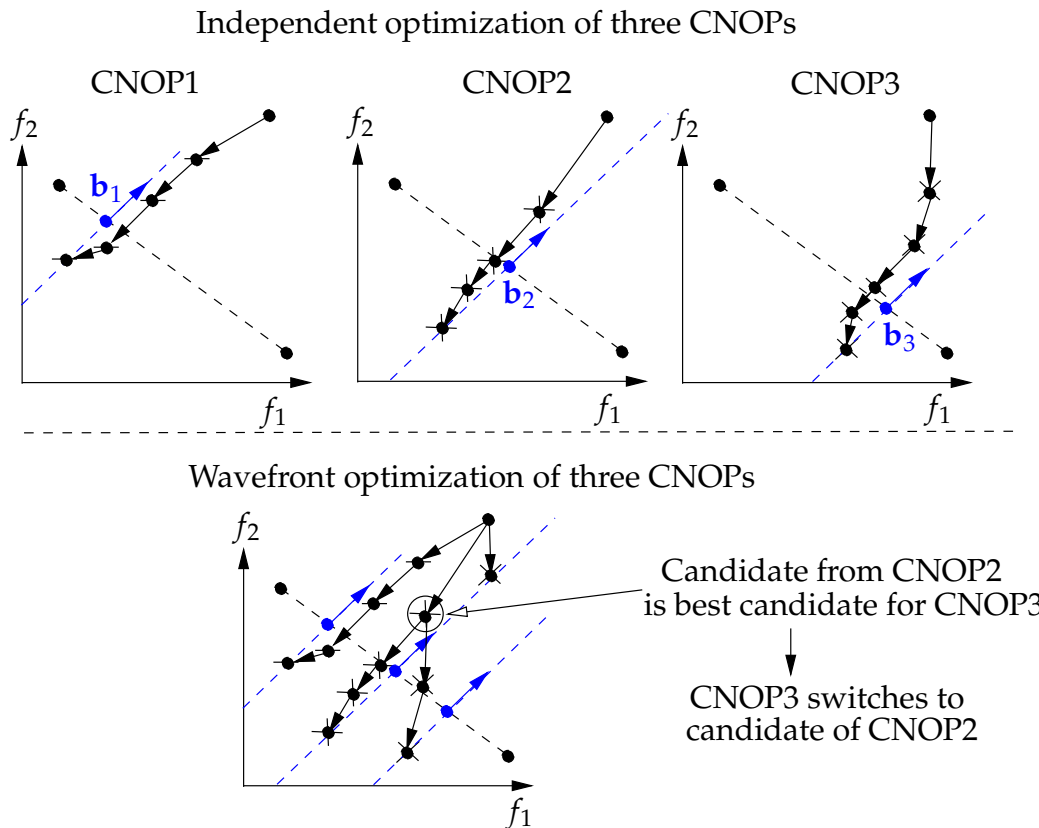 Independent optimization of three CNOPs
CNOP1
CNOP2
CNOP3
f2
b1
f1
f2
b2
f1
f2
b3
f1
Wavefront optimization of three CNOPs
f2
Candidate from CNOP2
is best candidate for CNOP3
CNOP3 switches to
candidate of CNOP2
f1